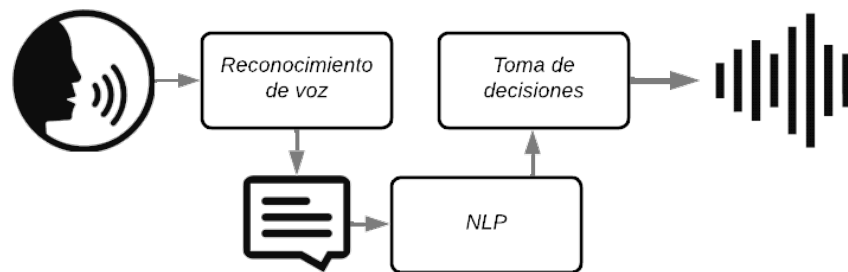 Reconocimiento
de voz
Toma de
decisiones
NLP